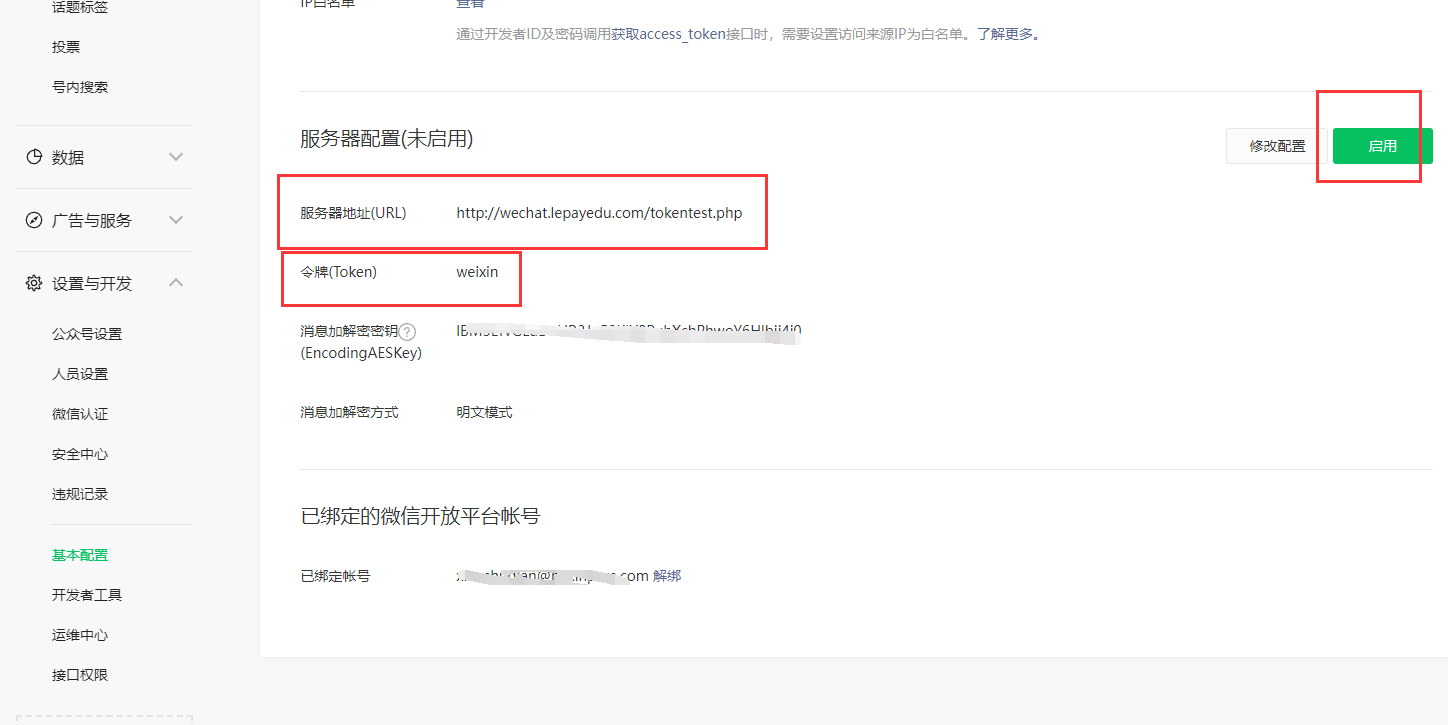 话题标签
投票
号内搜索
数据
广告与服务
设置与开发
公众号设置
人员设置
微信认证
安全中心
违规记录
基本配置
开发者工具
运维中心
接口权限
IP白名单 查看
通过开发者ID及密码调用获取access_token接口时，需要设置访问来源IP为白名单。了解更多。
服务器配置(未启用) 修改配置 启用
服务器地址(URL) http://wechat.lepayedu.com/tokentest.php
令牌(Token) weixin
消息加解密密钥?
(EncodingAESKey)
消息加解密方式 明文模式
已绑定的微信开放平台帐号
已绑定帐号 .com 解绑